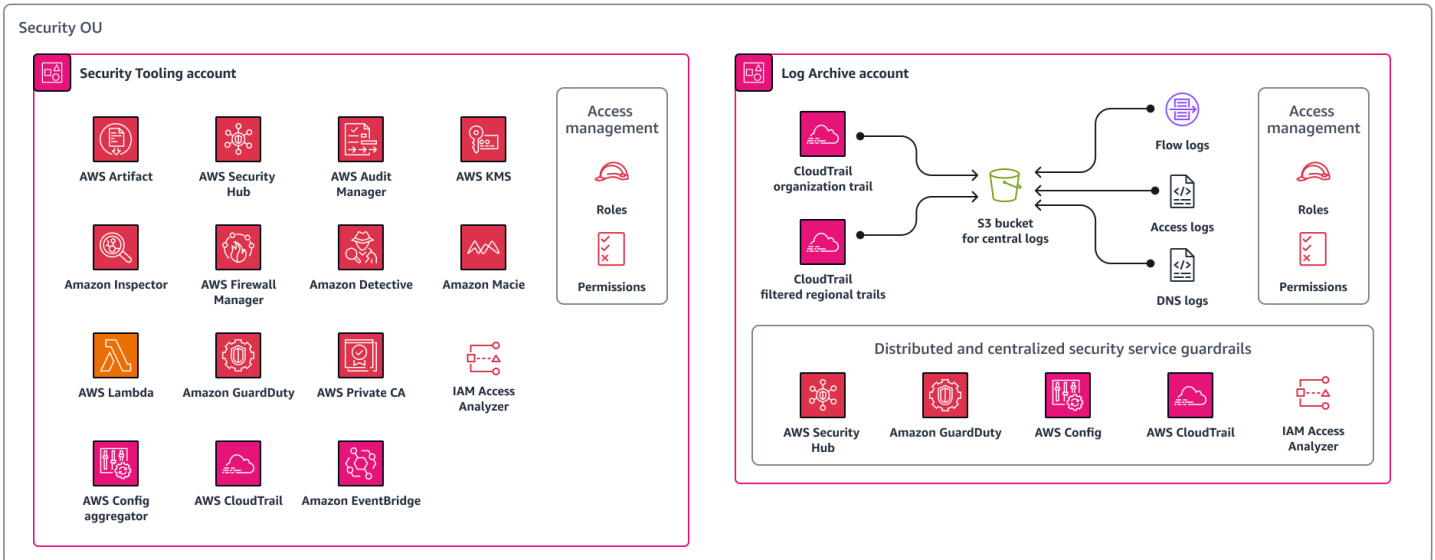 Security OU
Security Tooling account
AWS Artifact
AWS Security
Hub
AWS Audit
Manager
AWS KMS
Amazon Inspector
AWS Firewall
Manager
Amazon Detective
Amazon Macie
AWS Lambda
Amazon GuardDuty
AWS Private CA
IAM Access
Analyzer
AWS Config
aggregator
AWS CloudTrail
Amazon EventBridge
Access
management
Roles
Permissions
Log Archive account
CloudTrail
organization trail
CloudTrail
filtered regional trails
S3 bucket
for central logs
Flow logs
Access logs
DNS logs
Access
management
Roles
Permissions
Distributed and centralized security service guardrails
AWS Security
Hub
Amazon GuardDuty
AWS Config
AWS CloudTrail
IAM Access
Analyzer